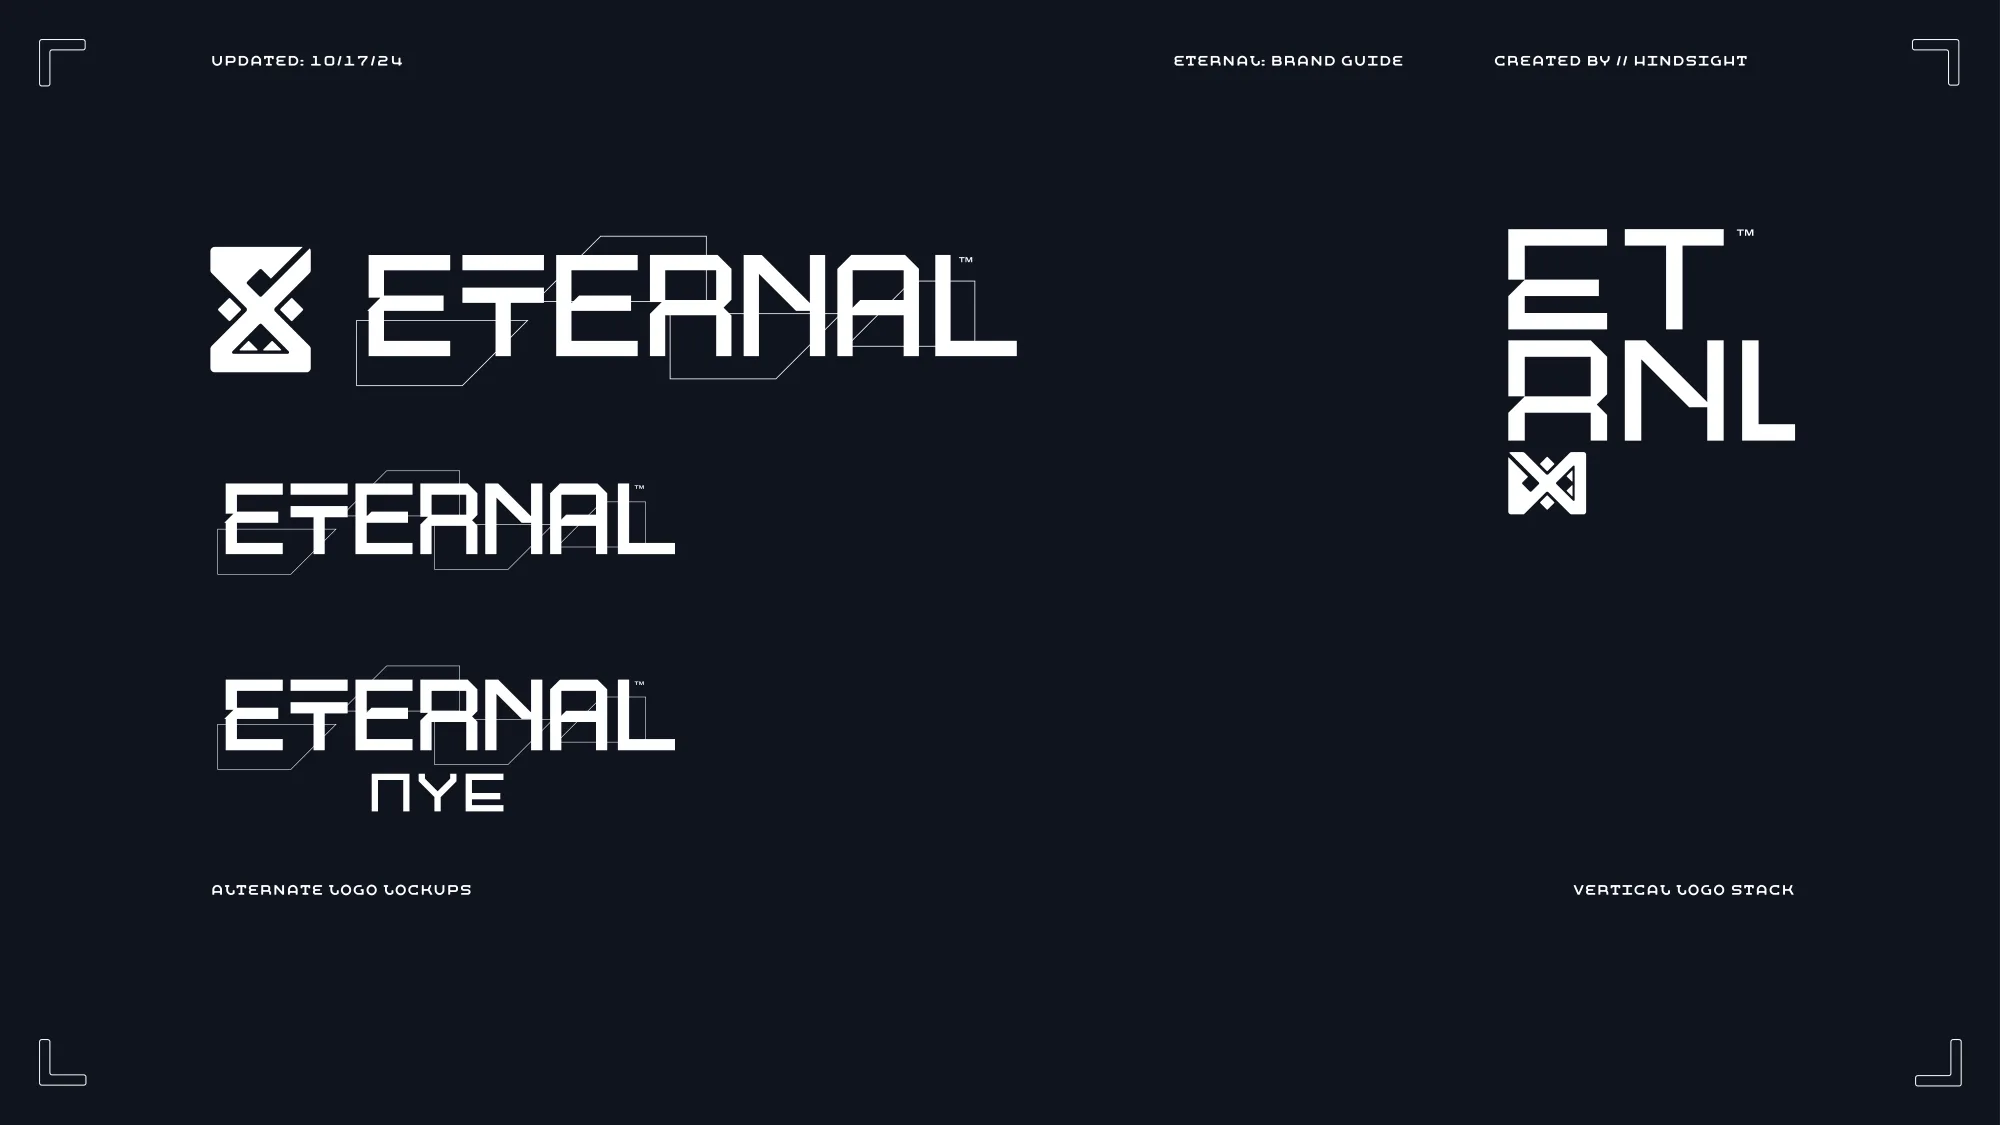 UPDATED: 10/17/24
ETERNAL: BRAND GUIDE
CREATED BY // HINDSIGHT
ETERNAL™
ETERNAL™
ETERNAL™
NYE
ET™
RNL
ALTERNATE LOGO LOCKUPS
VERTICAL LOGO STACK